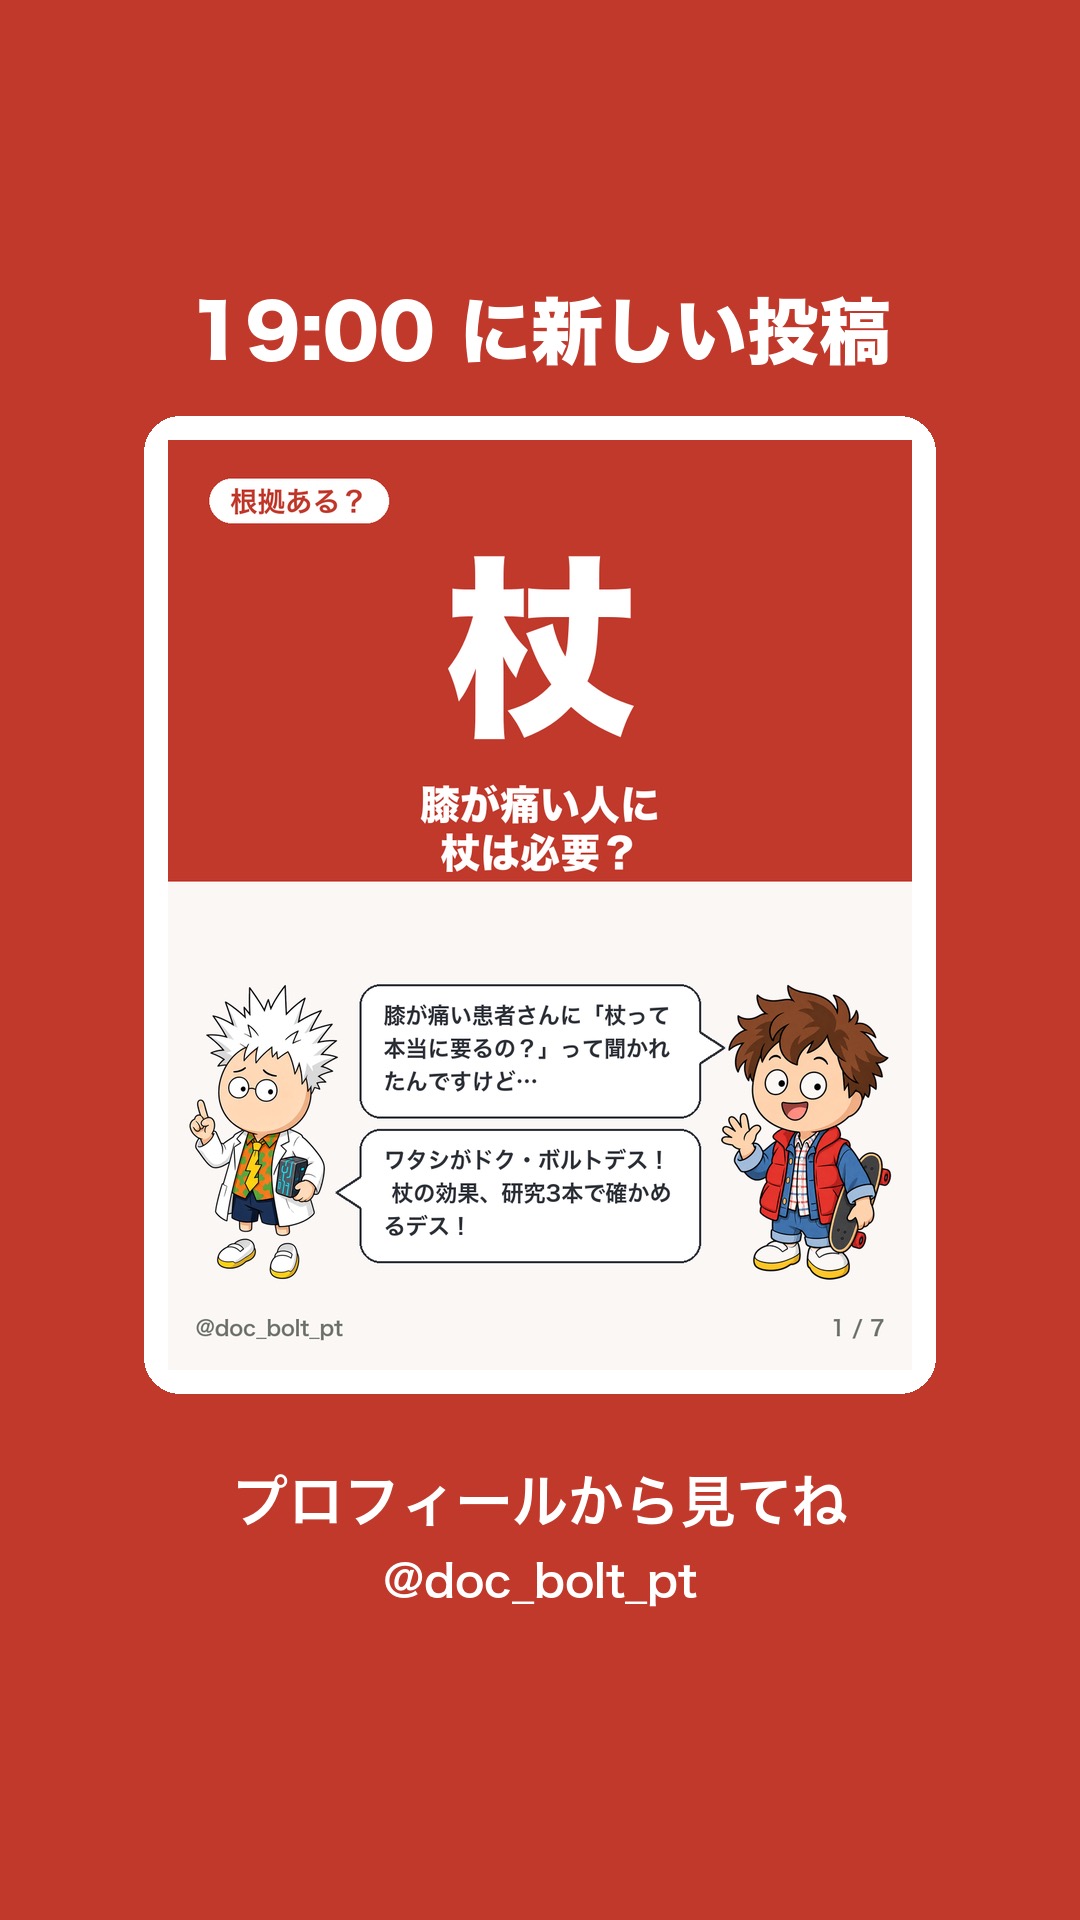 19:00 に新しい投稿
根拠ある？
杖
膝が痛い人に
杖は必要？
膝が痛い患者さんに「杖って
本当に要るの？」って聞かれ
たんですけど…
ワタシがドク・ボルトデス！
杖の効果、研究3本で確かめ
るデス！
@doc_bolt_pt
1 / 7
プロフィールから見てね
@doc_bolt_pt